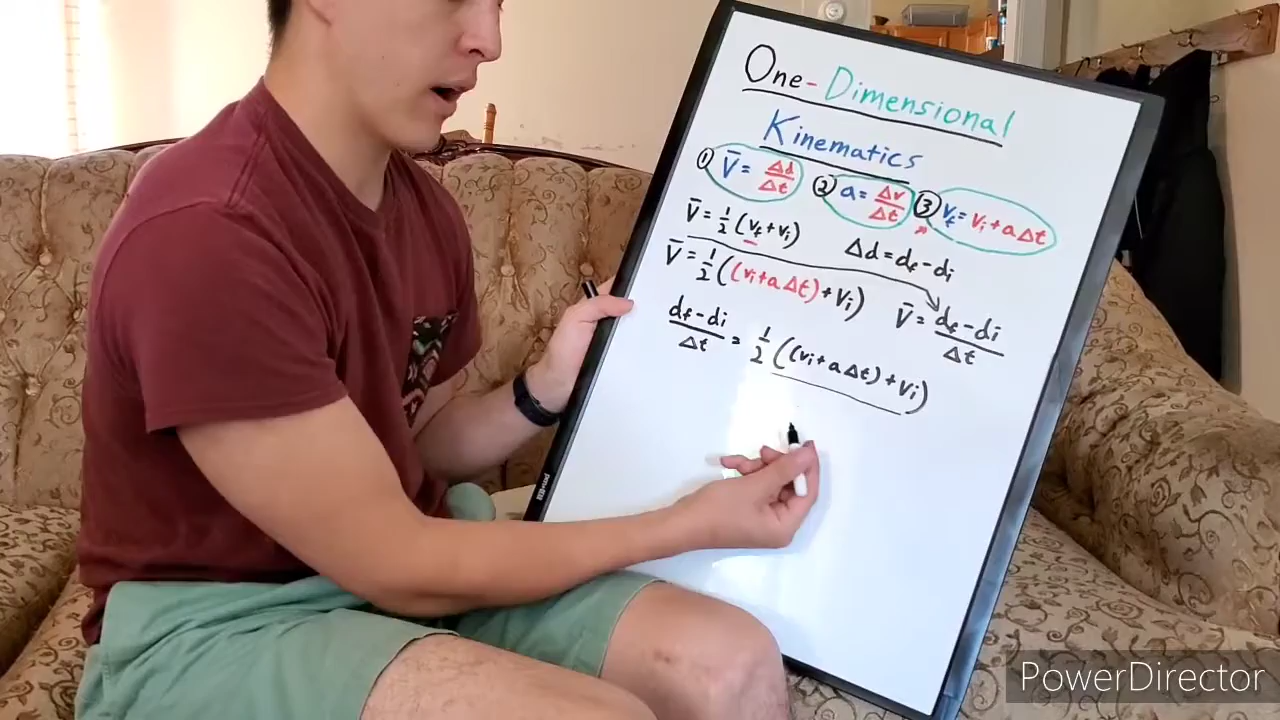 One-Dimensional
Kinematics
① V̄ = Δd/Δt ② a = Δv/Δt ③ Vf = Vi + aΔt
V̄ = 1/2 (Vf + Vi) Δd = df - di
V̄ = 1/2 ((Vi + aΔt) + Vi) V̄ = df - di/Δt
df - di/Δt = 1/2 ((Vi + aΔt) + Vi)
PowerDirector